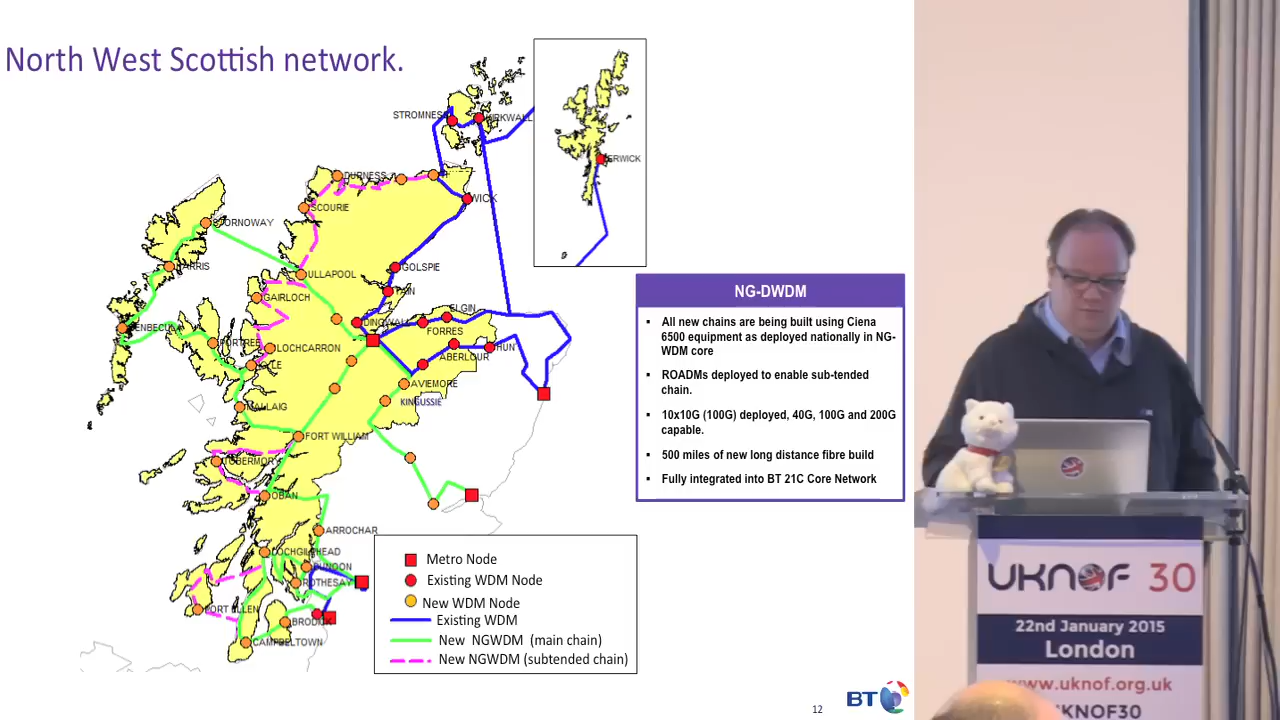 North West Scottish network.
STROMNESS
KIRKWALL
LERWICK
DURNESS
WICK
SCOURIE
STORNOWAY
HARRIS
ULLAPOOL
GOLSPIE
TAIN
GAIRLOCH
ELGIN
DINGWALL
FORRES
BENBECULA
PORTREE
LOCHCARRON
HUN
ABERLOUR
KYLE
AVIEMORE
KINGUSSIE
MALLAIG
FORT WILLIAM
TOBERMORY
OBAN
ARROCHAR
LOCHGILPHEAD
DUNOON
ROTHESAY
PORT ELLEN
BRODICK
CAMPBELTOWN
Metro Node
Existing WDM Node
New WDM Node
Existing WDM
New NGWDM (main chain)
New NGWDM (subtended chain)
NG-DWDM
▪ All new chains are being built using Ciena
6500 equipment as deployed nationally in NG-
WDM core
▪ ROADMs deployed to enable sub-tended
chain.
▪ 10x10G (100G) deployed, 40G, 100G and 200G
capable.
▪ 500 miles of new long distance fibre build
▪ Fully integrated into BT 21C Core Network
12
BT
UKNOF 30
22nd January 2015
London
www.uknof.org.uk
UKNOF30